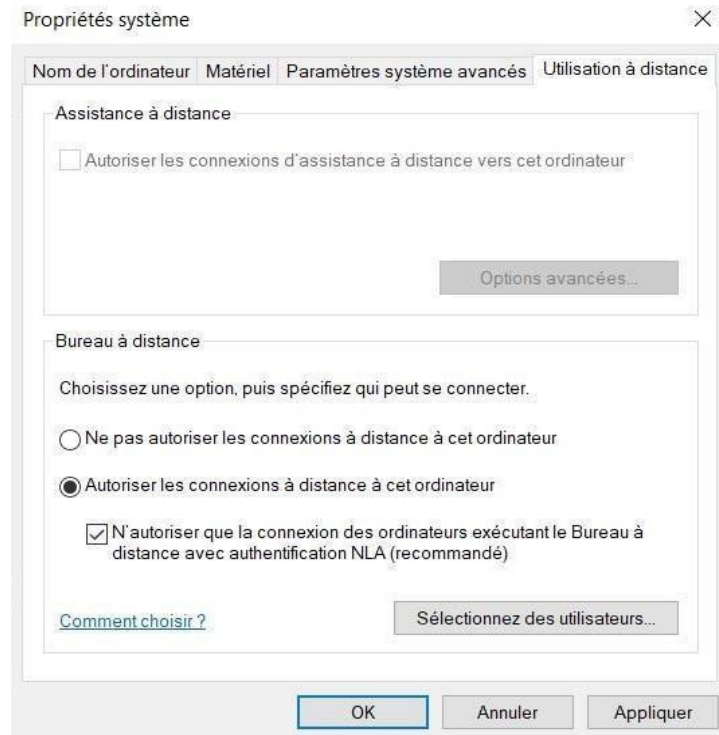 Propriétés système
Nom de l'ordinateur Matériel Paramètres système avancés Utilisation à distance
Assistance à distance
Autoriser les connexions d'assistance à distance vers cet ordinateur
Options avancées...
Bureau à distance
Choisissez une option, puis spécifiez qui peut se connecter.
Ne pas autoriser les connexions à distance à cet ordinateur
Autoriser les connexions à distance à cet ordinateur
N'autoriser que la connexion des ordinateurs exécutant le Bureau à
distance avec authentification NLA (recommandé)
Comment choisir ? Sélectionnez des utilisateurs...
OK Annuler Appliquer